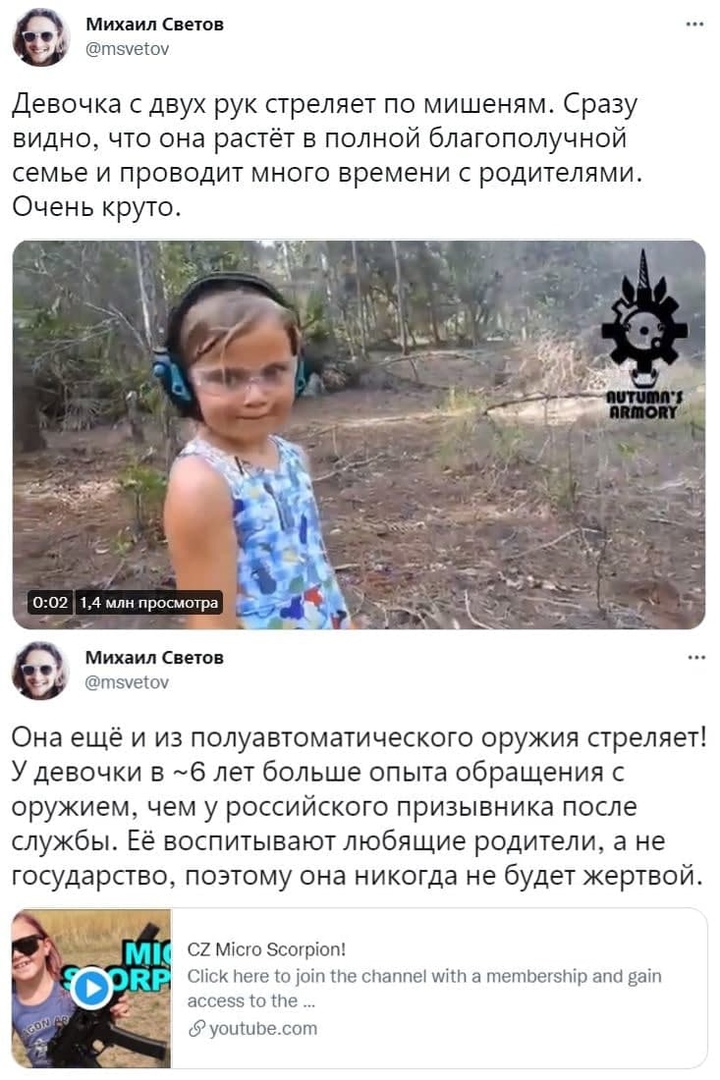 Михаил Светов
@msvetov
Девочка с двух рук стреляет по мишеням. Сразу
видно, что она растёт в полной благополучной
семье и проводит много времени с родителями.
Очень круто.
AUTUMN'S
ARMORY
0:02 1,4 млн просмотра
Михаил Светов
@msvetov
Она ещё и из полуавтоматического оружия стреляет!
У девочки в ~6 лет больше опыта обращения с
оружием, чем у российского призывника после
службы. Её воспитывают любящие родители, а не
государство, поэтому она никогда не будет жертвой.
CZ Micro Scorpion!
Click here to join the channel with a membership and gain
access to the ...
youtube.com